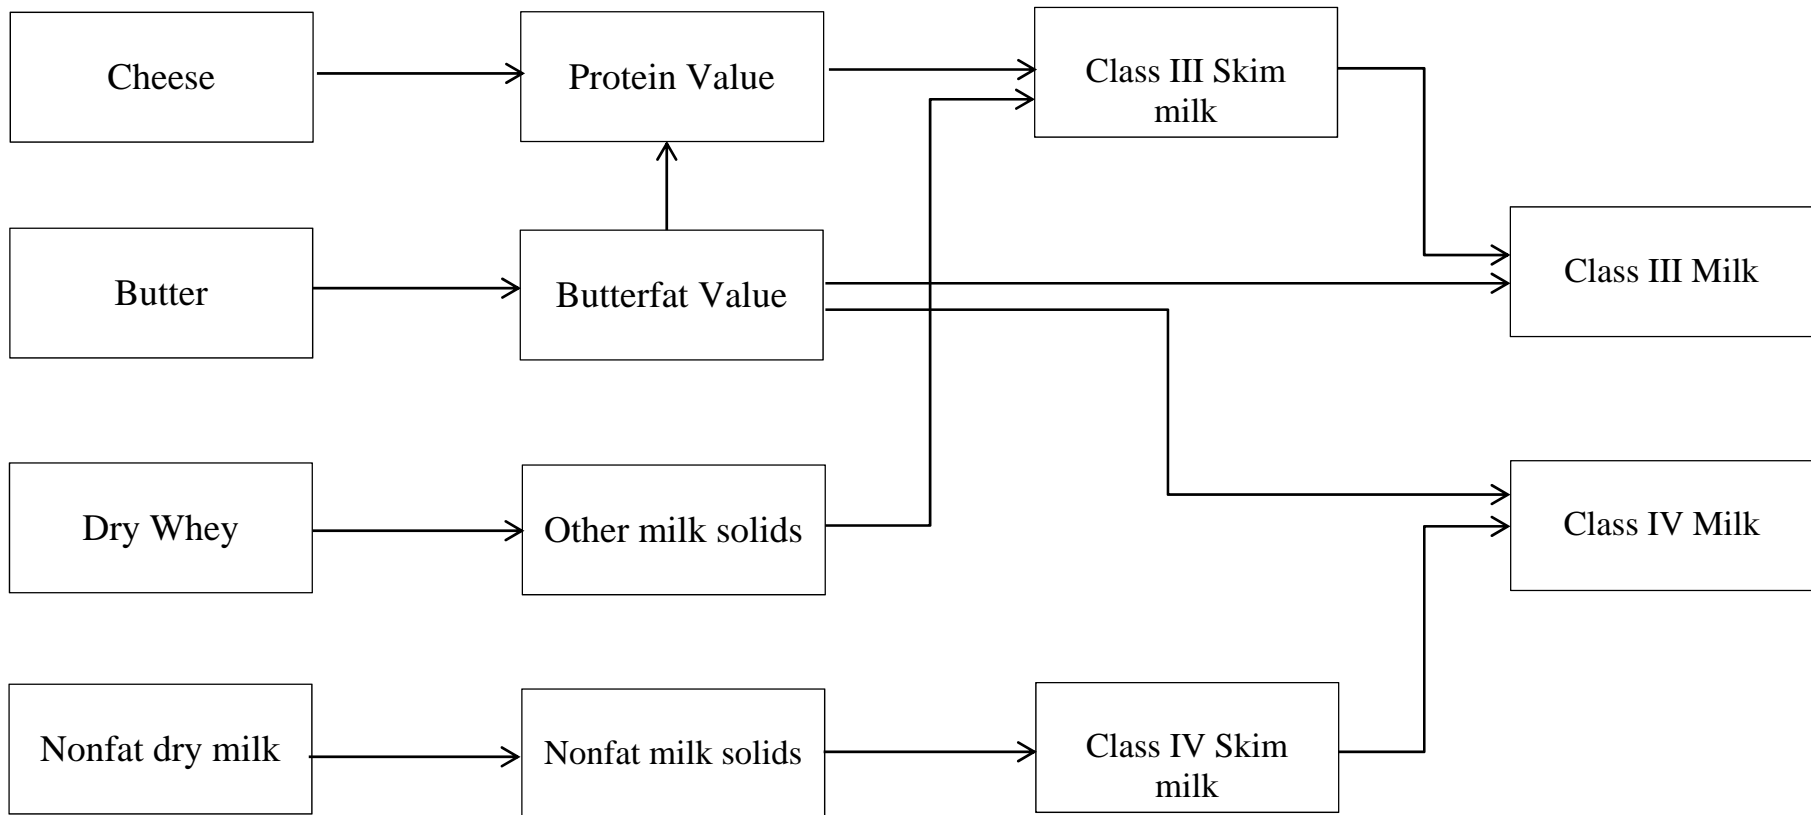 Cheese
Protein Value
Class III Skim
milk
Butter
Butterfat Value
Class III Milk
Dry Whey
Other milk solids
Class IV Milk
Nonfat dry milk
Nonfat milk solids
Class IV Skim
milk